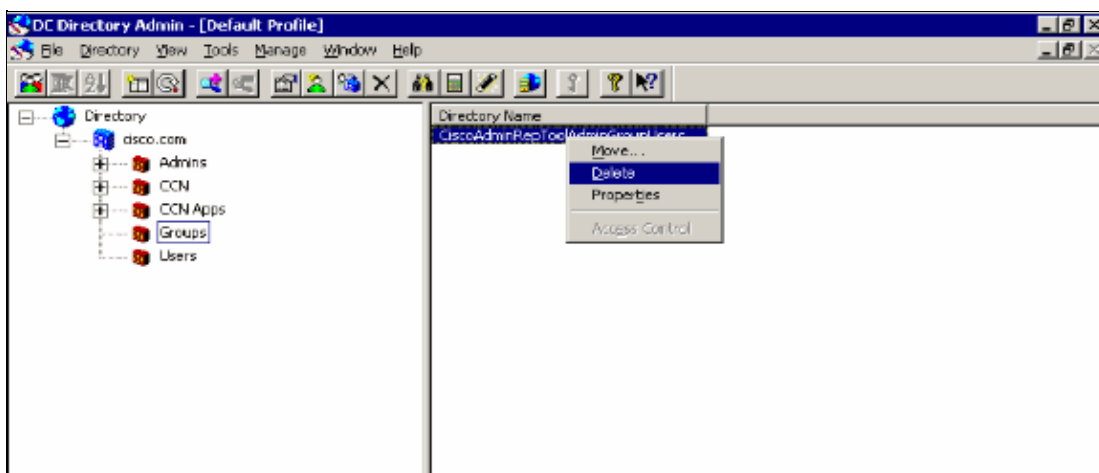 DC Directory Admin - [Default Profile]
File Directory View Tools Manage Window Help
Directory
cisco.com
Admins
CCN
CCN Apps
Groups
Users
Directory Name
CiscoAdminRepToolAdminGroupUsers
Move...
Delete
Properties
Access Control